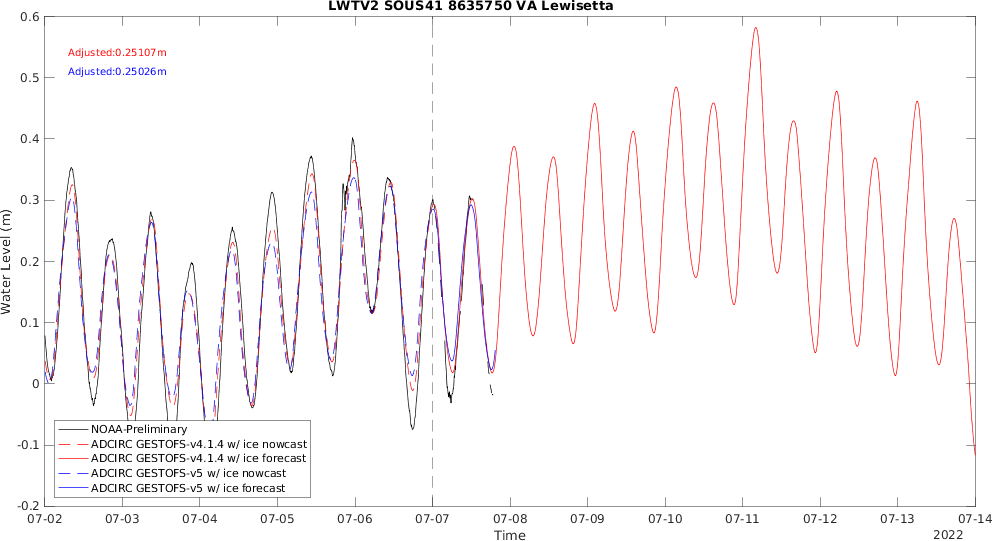 LWTV2 SOUS41 8635750 VA Lewisetta
0.6
Adjusted:0.25107m
Adjusted:0.25026m
0.5
0.4
0.3
0.2
0.1
0
-0.1
-0.2
Water Level (m)
NOAA-Preliminary
ADCIRC GESTOFS-v4.1.4 w/ ice nowcast
ADCIRC GESTOFS-v4.1.4 w/ ice forecast
ADCIRC GESTOFS-v5 w/ ice nowcast
ADCIRC GESTOFS-v5 w/ ice forecast
07-02 07-03 07-04 07-05 07-06 07-07 07-08 07-09 07-10 07-11 07-12 07-13 07-14
Time
2022